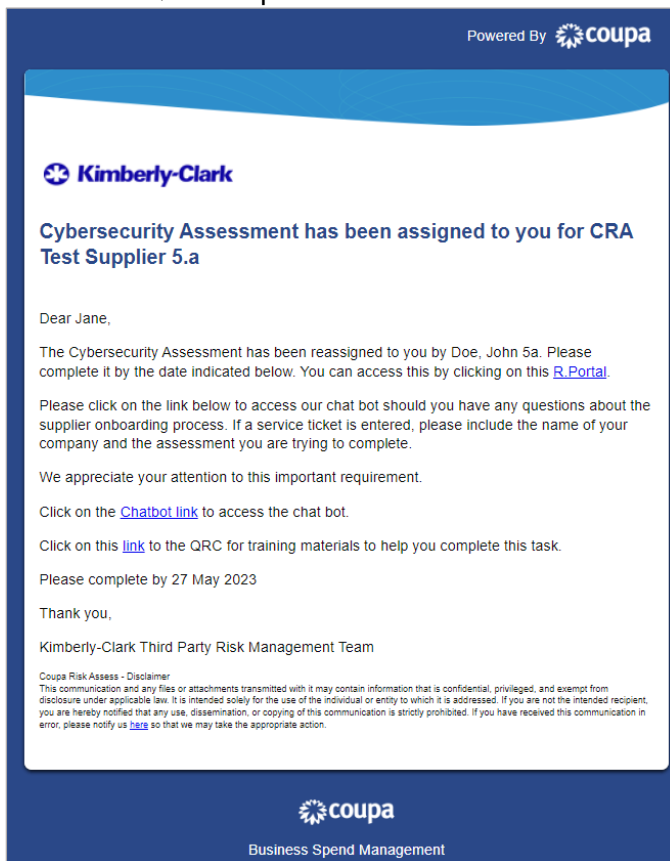 Powered By coupa
Kimberly-Clark
Cybersecurity Assessment has been assigned to you for CRA
Test Supplier 5.a
Dear Jane,
The Cybersecurity Assessment has been reassigned to you by Doe, John 5a. Please
complete it by the date indicated below. You can access this by clicking on this R.Portal.
Please click on the link below to access our chat bot should you have any questions about the
supplier onboarding process. If a service ticket is entered, please include the name of your
company and the assessment you are trying to complete.
We appreciate your attention to this important requirement.
Click on the Chatbot link to access the chat bot.
Click on this link to the QRC for training materials to help you complete this task.
Please complete by 27 May 2023
Thank you,
Kimberly-Clark Third Party Risk Management Team
Coupa Risk Assess - Disclaimer
This communication and any files or attachments transmitted with it may contain information that is confidential, privileged, and exempt from
disclosure under applicable law. It is intended solely for the use of the individual or entity to which it is addressed. If you are not the intended recipient,
you are hereby notified that any use, dissemination, or copying of this communication is strictly prohibited. If you have received this communication in
error, please notify us here so that we may take the appropriate action.
coupa
Business Spend Management